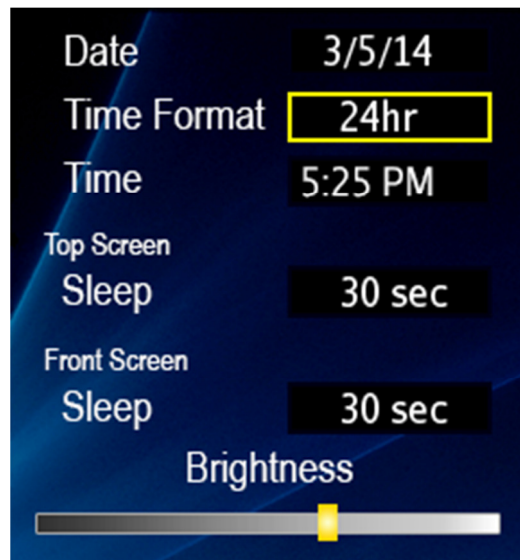 Date 3/5/14
Time Format 24hr
Time 5:25 PM
Top Screen
Sleep 30 sec
Front Screen
Sleep 30 sec
Brightness